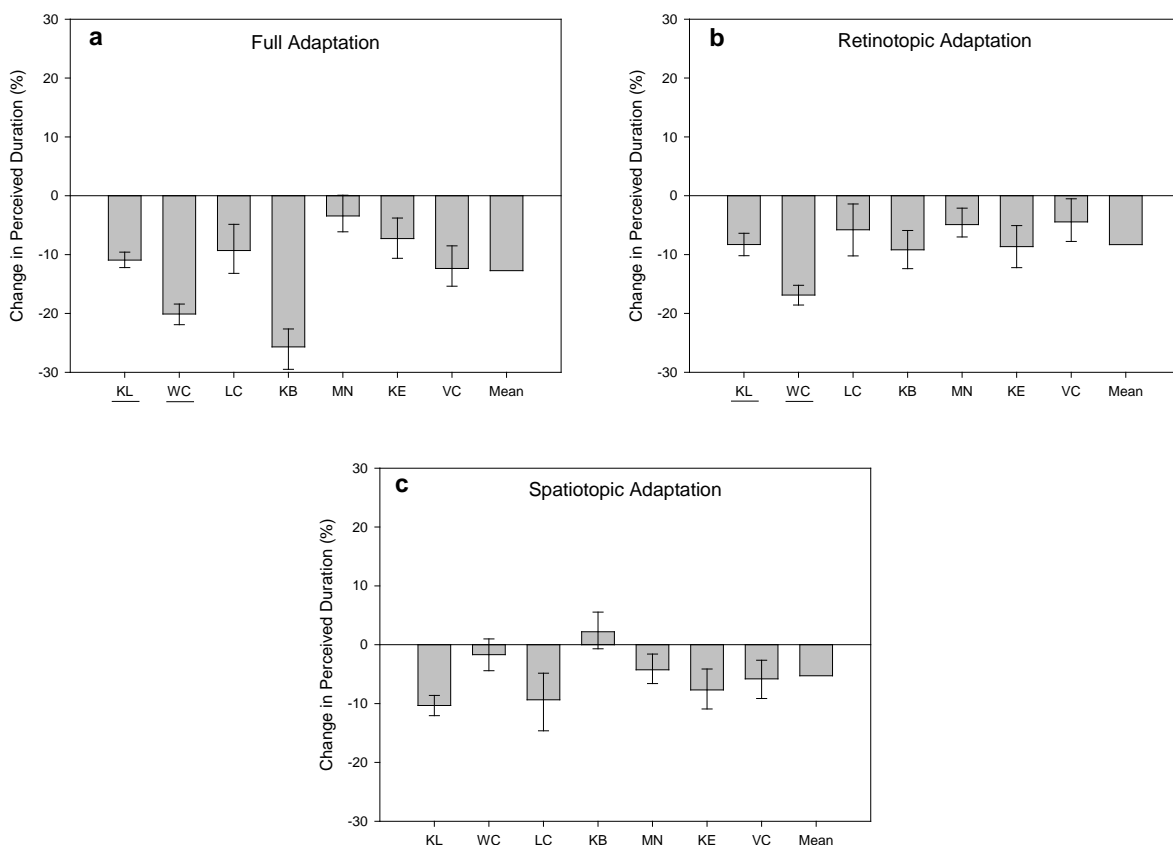 a
Full Adaptation
Change in Perceived Duration (%)
30
20
10
0
-10
-20
-30
KL WC LC KB MN KE VC Mean
b
Retinotopic Adaptation
Change in Perceived Duration (%)
30
20
10
0
-10
-20
-30
KL WC LC KB MN KE VC Mean
c
Spatiotopic Adaptation
Change in Perceived Duration (%)
30
20
10
0
-10
-20
-30
KL WC LC KB MN KE VC Mean